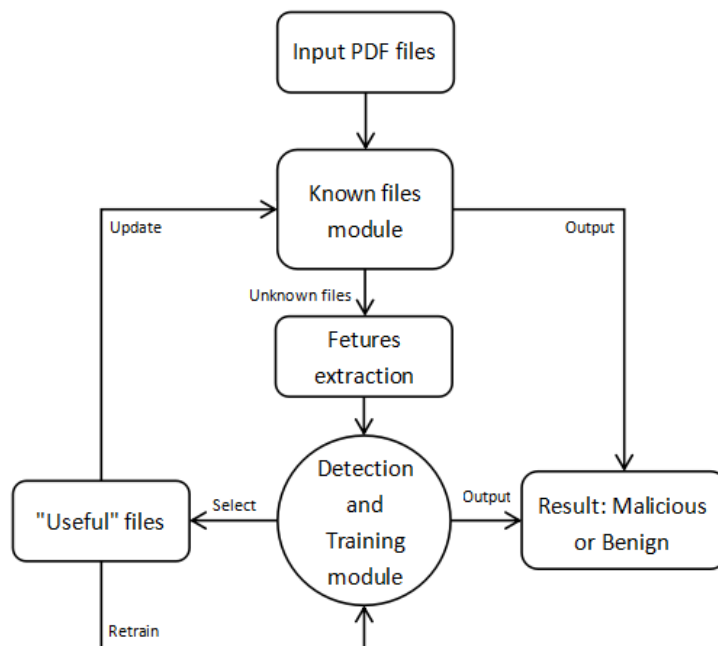 Input PDF files
Known files
module
Update
Output
Unknown files
Fetures
extraction
Detection
and
Training
module
"Useful" files
Select
Output
Result: Malicious
or Benign
Retrain